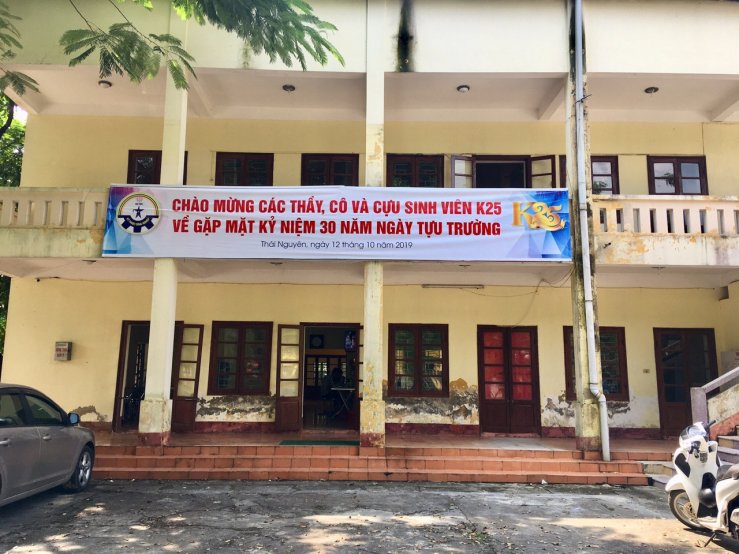 CHÀO MỪNG CÁC THẦY, CÔ VÀ CỰU SINH VIÊN K25
VỀ GẶP MẶT KỶ NIỆM 30 NĂM NGÀY TỰU TRƯỜNG
Thái Nguyên, ngày 12 tháng 10 năm 2019
K25